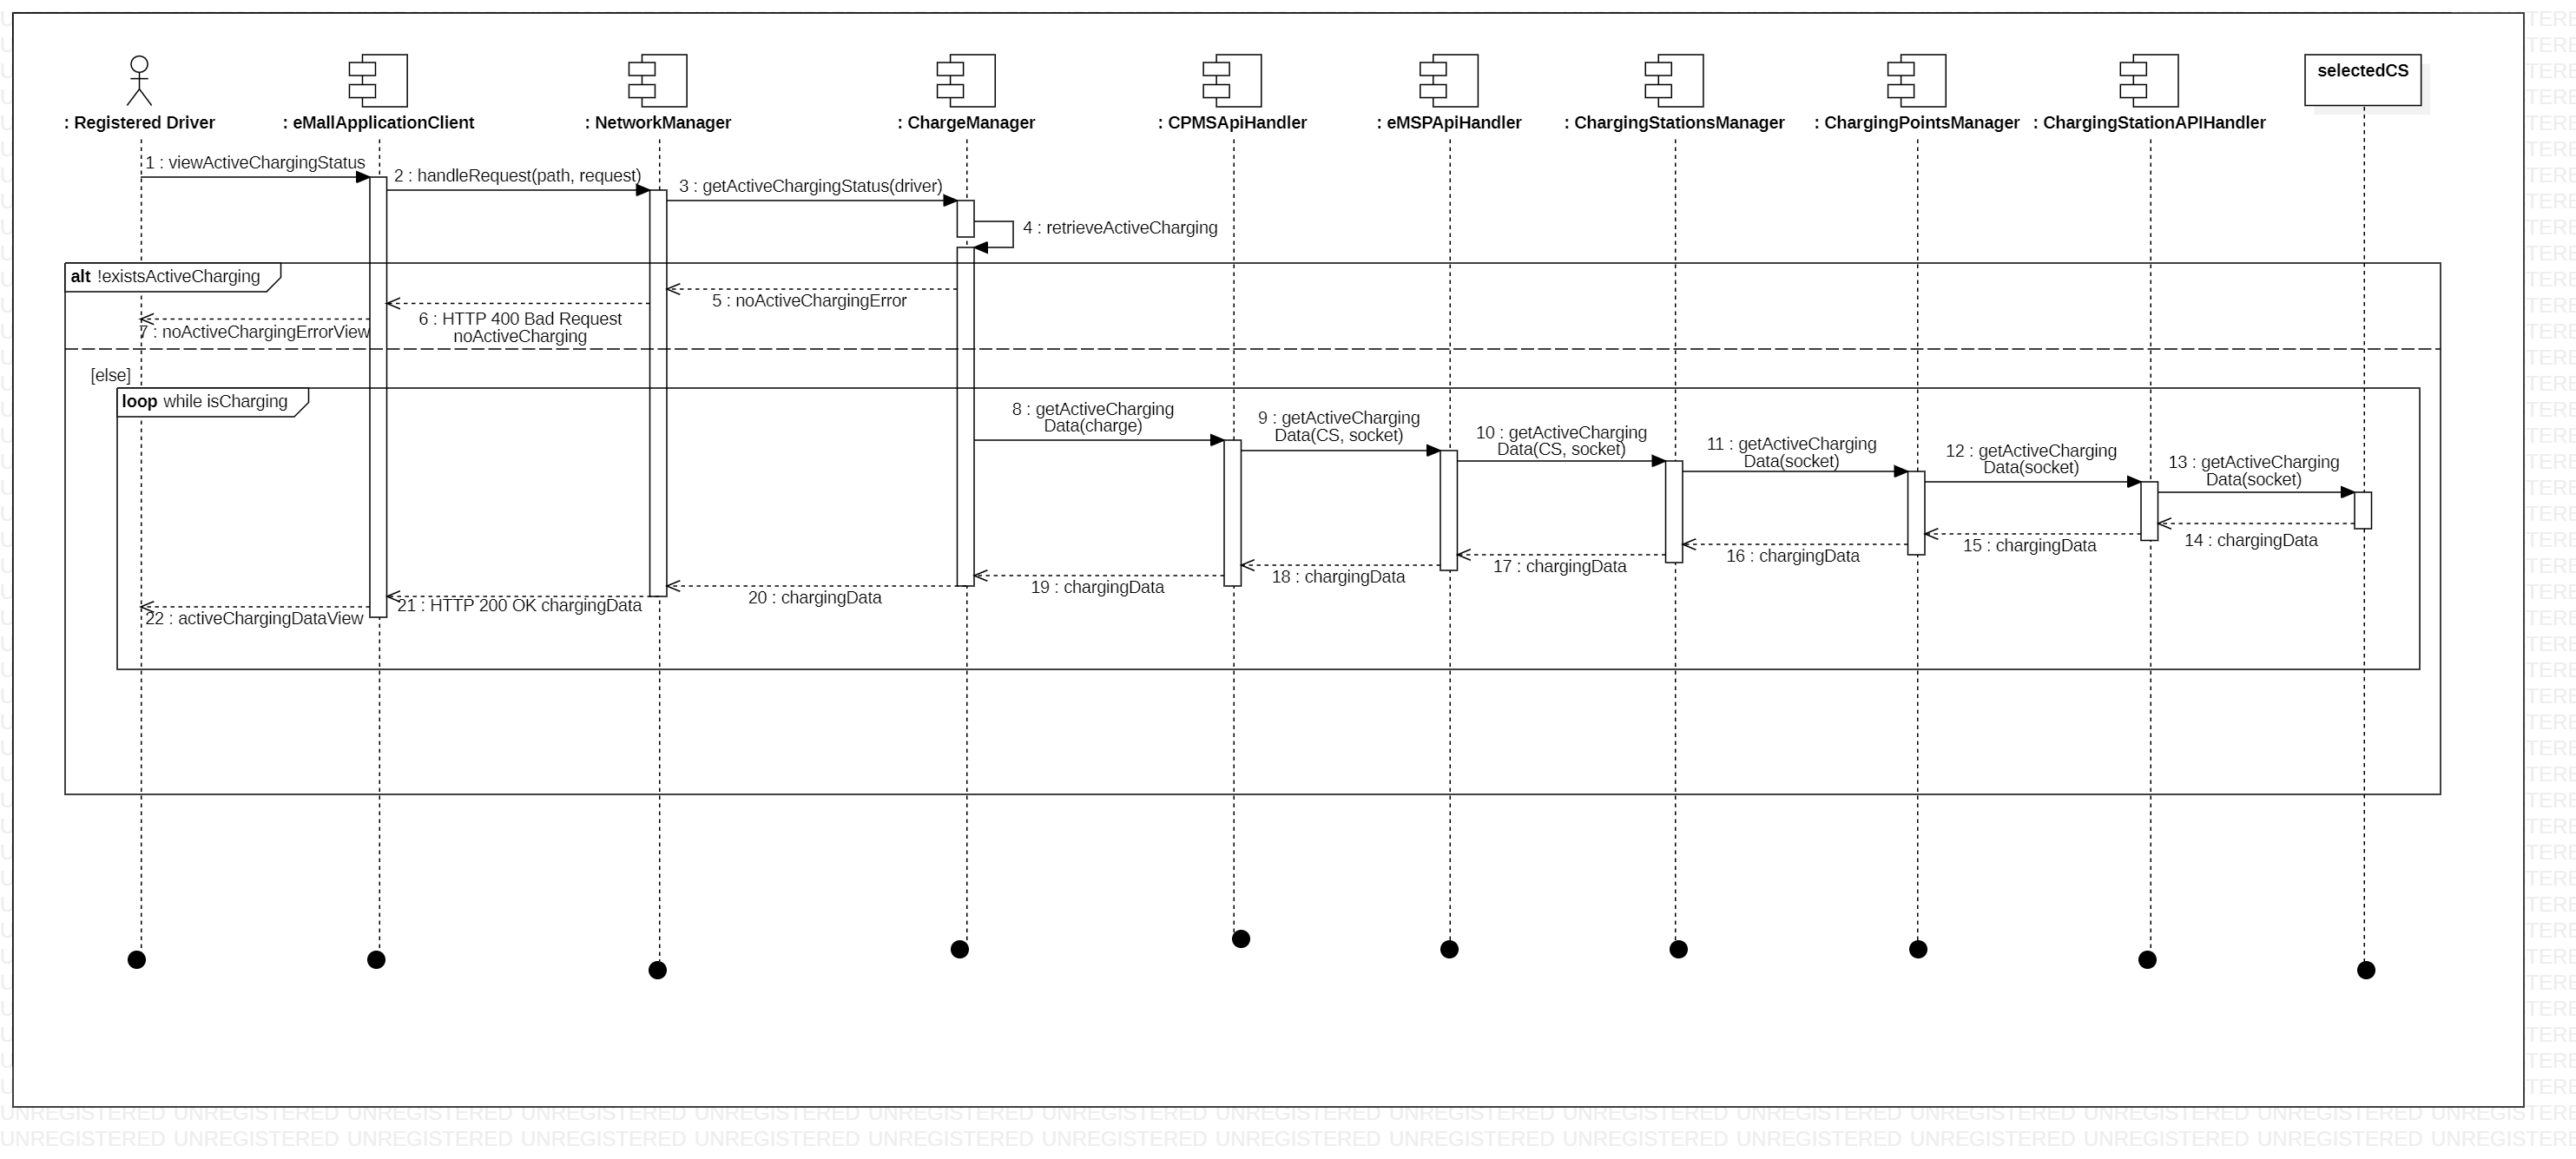 : Registered Driver
: eMallApplicationClient
: NetworkManager
: ChargeManager
: CPMSApiHandler
: eMSPApiHandler
: ChargingStationsManager
: ChargingPointsManager
: ChargingStationAPIHandler
selectedCS
1 : viewActiveChargingStatus
2 : handleRequest(path, request)
3 : getActiveChargingStatus(driver)
4 : retrieveActiveCharging
alt !existsActiveCharging
5 : noActiveChargingError
6 : HTTP 400 Bad Request
noActiveCharging
7 : noActiveChargingErrorView
[else]
loop while isCharging
8 : getActiveCharging
Data(charge)
9 : getActiveCharging
Data(CS, socket)
10 : getActiveCharging
Data(CS, socket)
11 : getActiveCharging
Data(socket)
12 : getActiveCharging
Data(socket)
13 : getActiveCharging
Data(socket)
14 : chargingData
15 : chargingData
16 : chargingData
17 : chargingData
18 : chargingData
19 : chargingData
20 : chargingData
21 : HTTP 200 OK chargingData
22 : activeChargingDataView
UNREGISTERED UNREGISTERED UNREGISTERED UNREGISTERED UNREGISTERED UNREGISTERED UNREGISTERED UNREGISTERED UNREGISTERED UNREGISTERED UNREGISTERED UNREGISTERED UNREGISTERED UNREGISTERED UNREGISTERED
UNREGISTERED UNREGISTERED UNREGISTERED UNREGISTERED UNREGISTERED UNREGISTERED UNREGISTERED UNREGISTERED UNREGISTERED UNREGISTERED UNREGISTERED UNREGISTERED UNREGISTERED UNREGISTERED UNREGISTERED